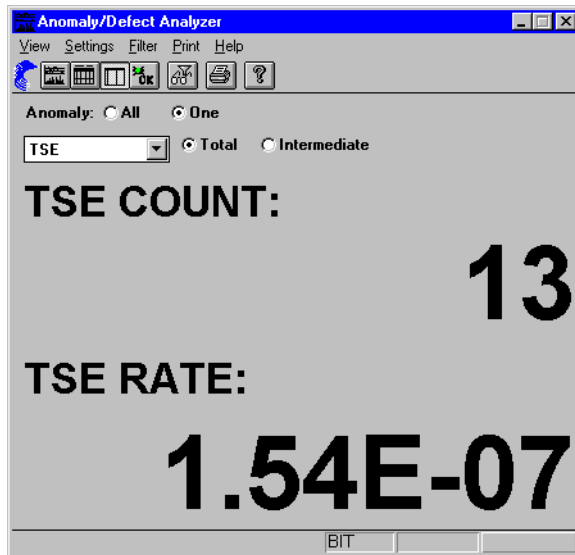 Anomaly/Defect Analyzer
View Settings Filter Print Help
OK
Anomaly: All One
TSE Total Intermediate
TSE COUNT:
13
TSE RATE:
1.54E-07
BIT